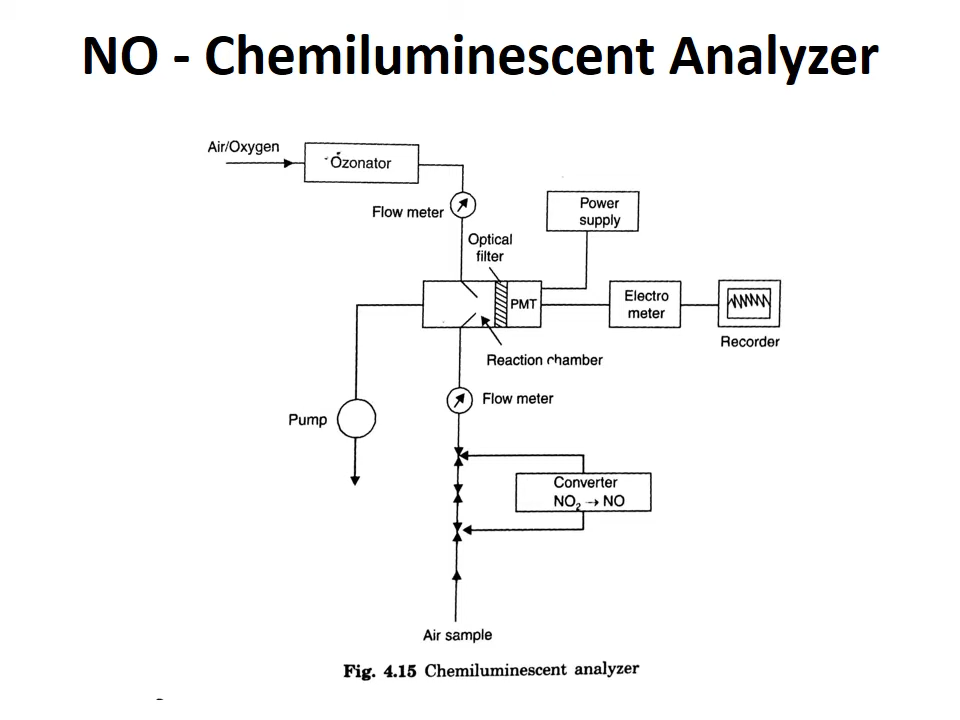 NO - Chemiluminescent Analyzer
Air/Oxygen
Ozonator
Flow meter
Power
supply
Optical
filter
PMT
Electro
meter
Recorder
Reaction chamber
Flow meter
Pump
Converter
NO₂ → NO
Air sample
Fig. 4.15 Chemiluminescent analyzer